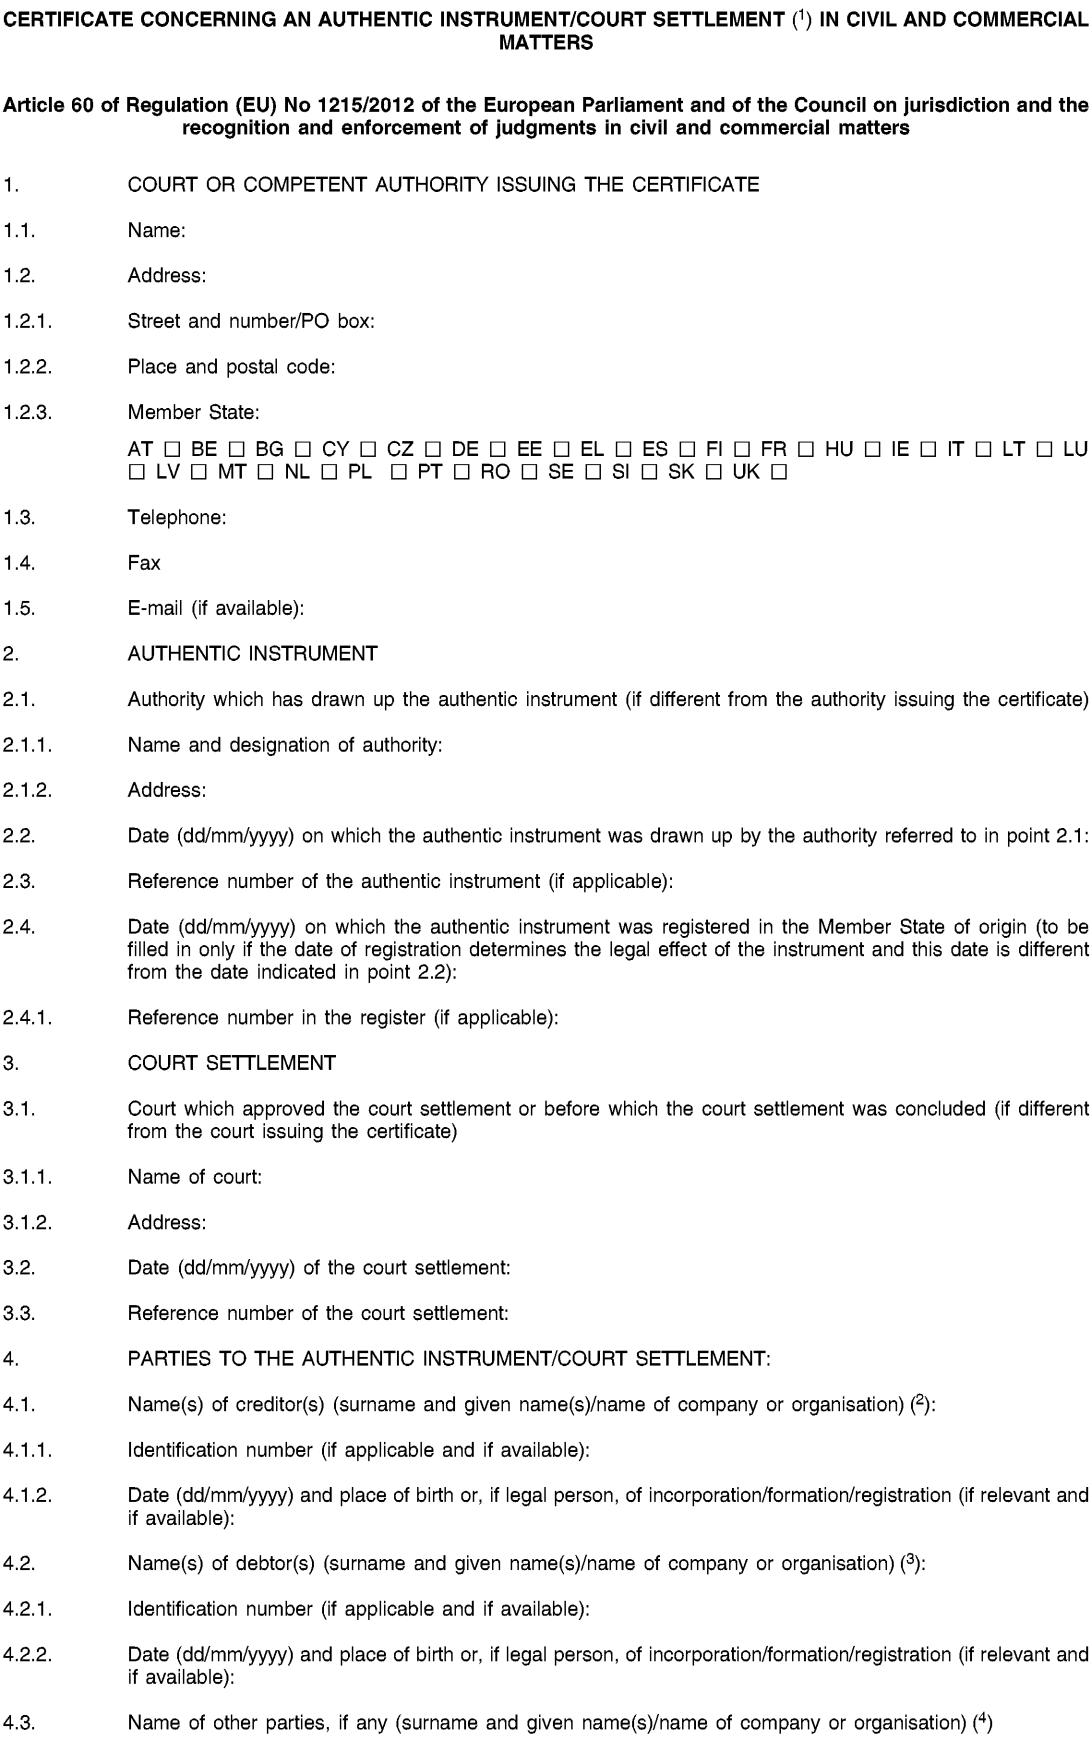 CERTIFICATE CONCERNING AN AUTHENTIC INSTRUMENT/COURT SETTLEMENT (1) IN CIVIL AND COMMERCIAL
MATTERS
Article 60 of Regulation (EU) No 1215/2012 of the European Parliament and of the Council on jurisdiction and the
recognition and enforcement of judgments in civil and commercial matters
1. COURT OR COMPETENT AUTHORITY ISSUING THE CERTIFICATE
1.1. Name:
1.2. Address:
1.2.1. Street and number/PO box:
1.2.2. Place and postal code:
1.2.3. Member State:
AT □ BE □ BG □ CY □ CZ □ DE □ EE □ EL □ ES □ FI □ FR □ HU □ IE □ IT □ LT □ LU
□ LV □ MT □ NL □ PL □ PT □ RO □ SE □ SI □ SK □ UK □
1.3. Telephone:
1.4. Fax
1.5. E-mail (if available):
2. AUTHENTIC INSTRUMENT
2.1. Authority which has drawn up the authentic instrument (if different from the authority issuing the certificate)
2.1.1. Name and designation of authority:
2.1.2. Address:
2.2. Date (dd/mm/yyyy) on which the authentic instrument was drawn up by the authority referred to in point 2.1:
2.3. Reference number of the authentic instrument (if applicable):
2.4. Date (dd/mm/yyyy) on which the authentic instrument was registered in the Member State of origin (to be
filled in only if the date of registration determines the legal effect of the instrument and this date is different
from the date indicated in point 2.2):
2.4.1. Reference number in the register (if applicable):
3. COURT SETTLEMENT
3.1. Court which approved the court settlement or before which the court settlement was concluded (if different
from the court issuing the certificate)
3.1.1. Name of court:
3.1.2. Address:
3.2. Date (dd/mm/yyyy) of the court settlement:
3.3. Reference number of the court settlement:
4. PARTIES TO THE AUTHENTIC INSTRUMENT/COURT SETTLEMENT:
4.1. Name(s) of creditor(s) (surname and given name(s)/name of company or organisation) (2):
4.1.1. Identification number (if applicable and if available):
4.1.2. Date (dd/mm/yyyy) and place of birth or, if legal person, of incorporation/formation/registration (if relevant and
if available):
4.2. Name(s) of debtor(s) (surname and given name(s)/name of company or organisation) (3):
4.2.1. Identification number (if applicable and if available):
4.2.2. Date (dd/mm/yyyy) and place of birth or, if legal person, of incorporation/formation/registration (if relevant and
if available):
4.3. Name of other parties, if any (surname and given name(s)/name of company or organisation) (4)